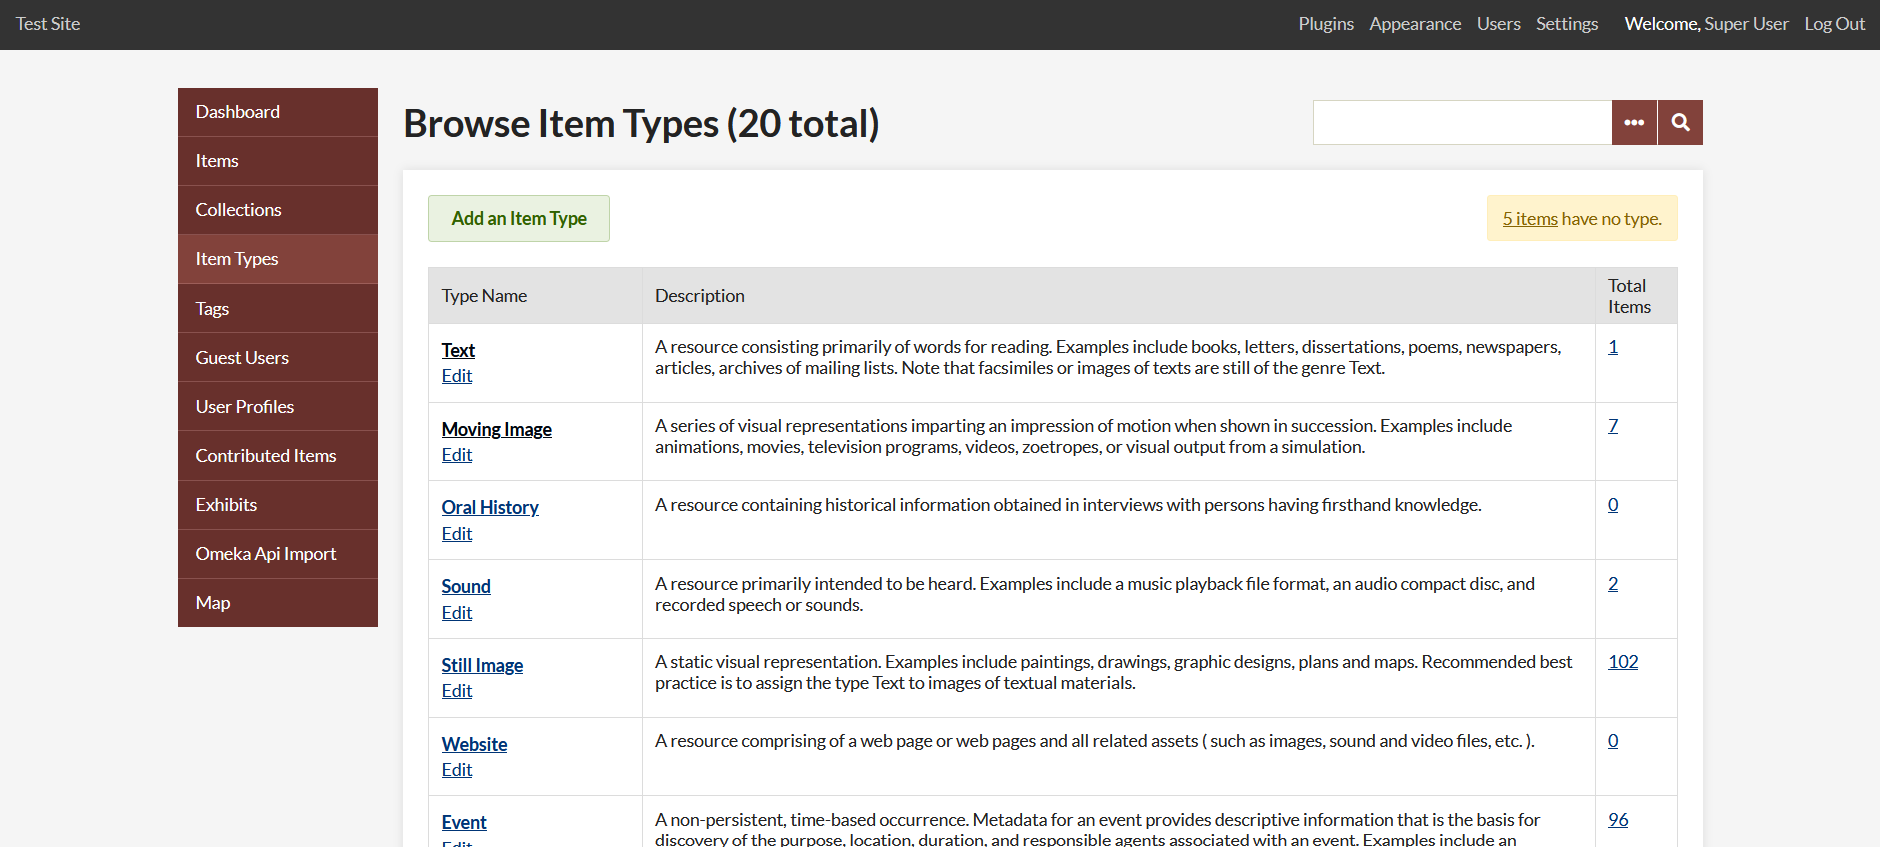 Test Site
Plugins Appearance Users Settings Welcome, Super User Log Out
Dashboard
Items
Collections
Item Types
Tags
Guest Users
User Profiles
Contributed Items
Exhibits
Omeka Api Import
Map
Browse Item Types (20 total)
Add an Item Type
5 items have no type.
Type Name
Description
Total
Items
Text
Edit
A resource consisting primarily of words for reading. Examples include books, letters, dissertations, poems, newspapers,
articles, archives of mailing lists. Note that facsimiles or images of texts are still of the genre Text.
1
Moving Image
Edit
A series of visual representations imparting an impression of motion when shown in succession. Examples include
animations, movies, television programs, videos, zoetropes, or visual output from a simulation.
7
Oral History
Edit
A resource containing historical information obtained in interviews with persons having firsthand knowledge.
0
Sound
Edit
A resource primarily intended to be heard. Examples include a music playback file format, an audio compact disc, and
recorded speech or sounds.
2
Still Image
Edit
A static visual representation. Examples include paintings, drawings, graphic designs, plans and maps. Recommended best
practice is to assign the type Text to images of textual materials.
102
Website
Edit
A resource comprising of a web page or web pages and all related assets ( such as images, sound and video files, etc. ).
0
Event
Edit
A non-persistent, time-based occurrence. Metadata for an event provides descriptive information that is the basis for
discovery of the purpose, location, duration, and responsible agents associated with an event. Examples include an
96